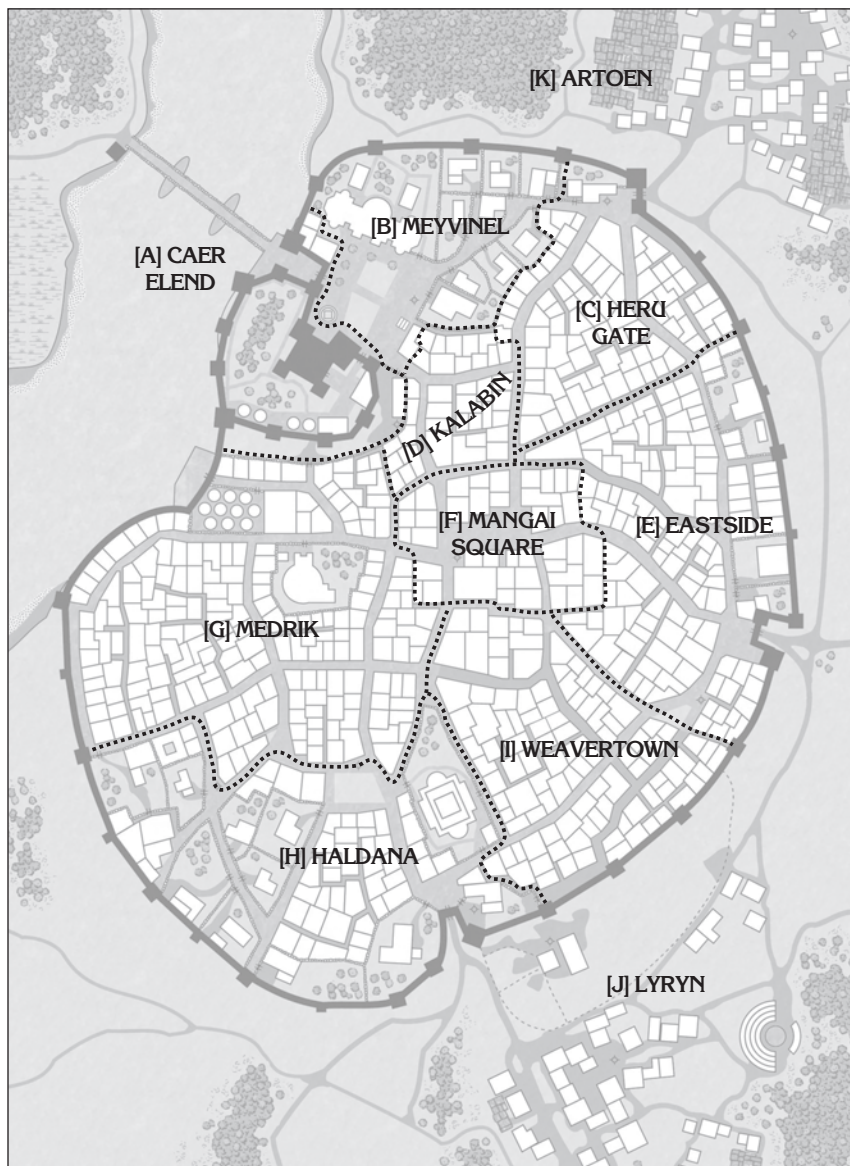 [K] ARTOEN
[B] MEYVINEL
[A] CAER
ELEND
[C] HERU
GATE
[D] KALABIN
[F] MANGAI
SQUARE
[E] EASTSIDE
[G] MEDRIK
[I] WEAVERTOWN
[H] HALDANA
[J] LYRYN